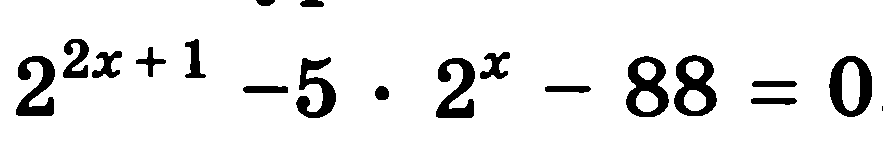 2^{2x+1} - 5 · 2^x - 88 = 0.